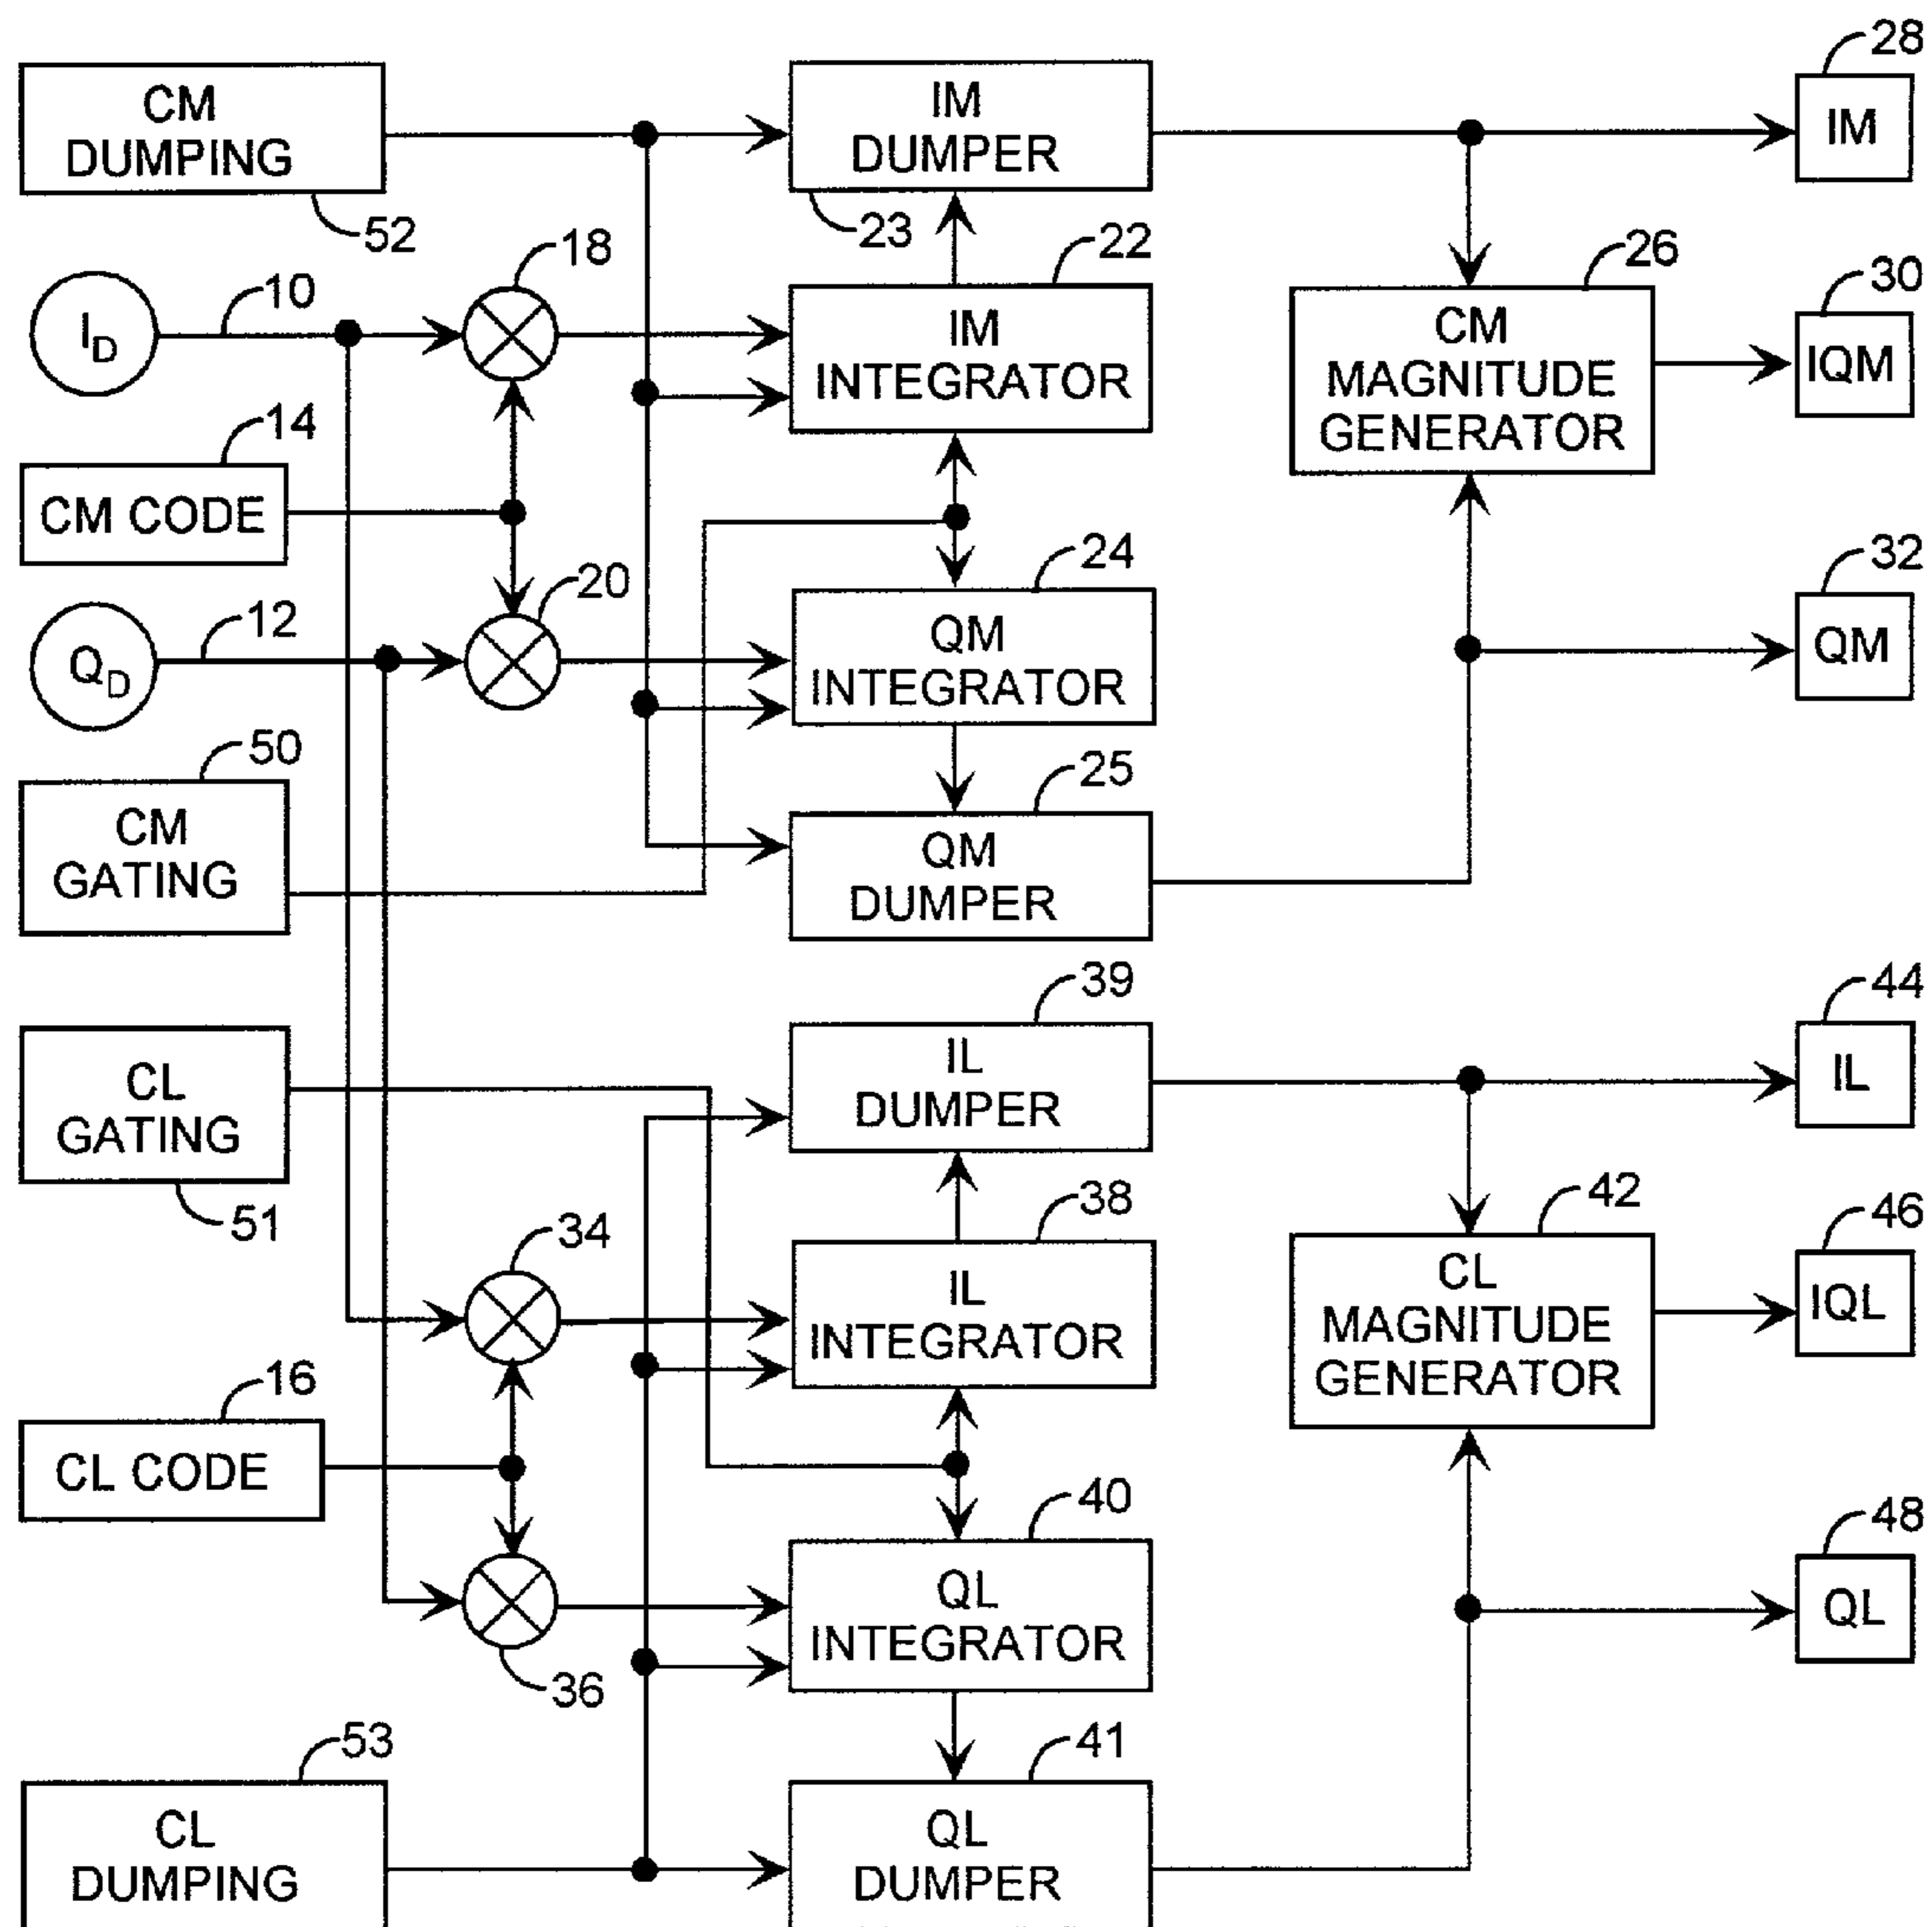 28
CM
DUMPING
IM
DUMPER
IM
52
23
18
22
26
30
10
I_D
IM
INTEGRATOR
CM
MAGNITUDE
GENERATOR
IQM
14
CM CODE
24
32
20
12
Q_D
QM
INTEGRATOR
QM
50
25
CM
GATING
QM
DUMPER
39
44
CL
GATING
IL
DUMPER
IL
51
34
38
42
46
IL
INTEGRATOR
CL
MAGNITUDE
GENERATOR
IQL
16
CL CODE
40
48
QL
INTEGRATOR
QL
36
53
41
CL
DUMPING
QL
DUMPER